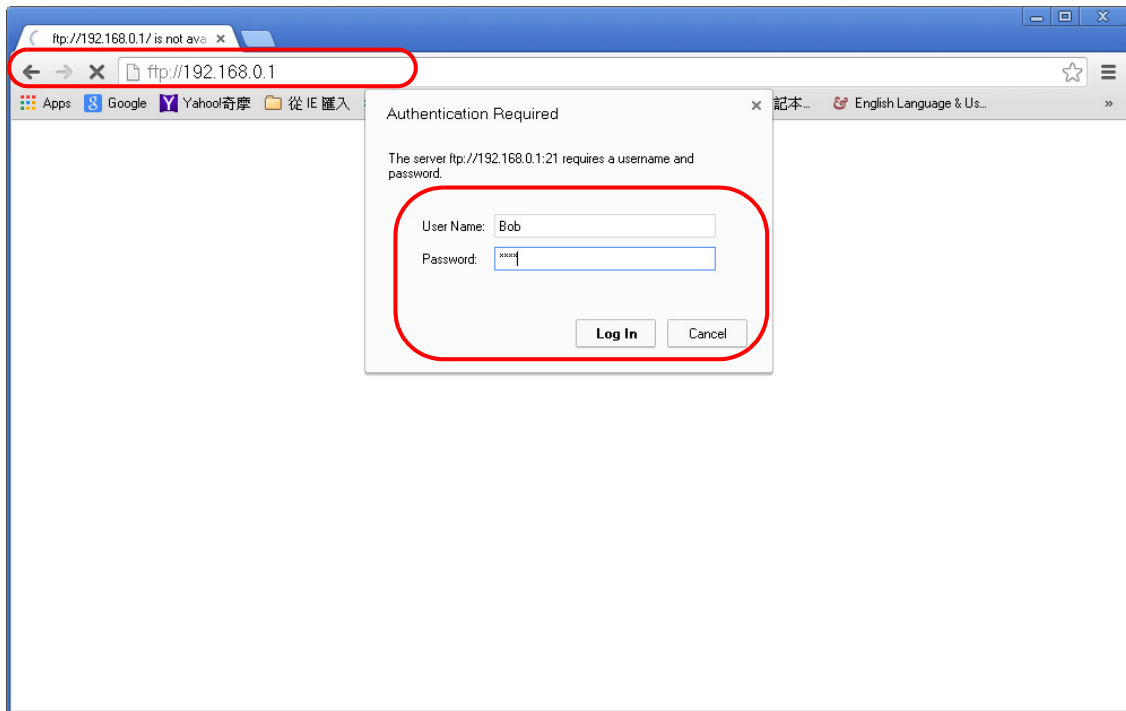 ftp://192.168.0.1/ is not ava
ftp://192.168.0.1
Apps Google Yahoo!奇摩 從 IE 匯入 記本... English Language & Us... »
Authentication Required
The server ftp://192.168.0.1:21 requires a username and
password.
User Name: Bob
Password: ****
Log In Cancel